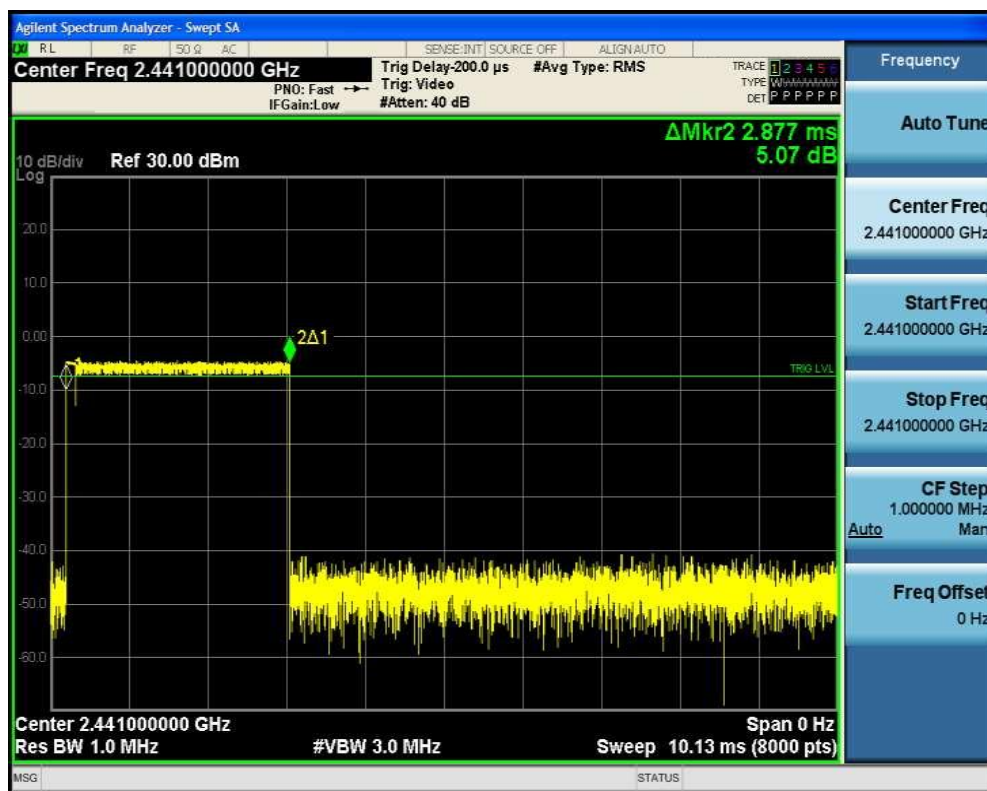 Agilent Spectrum Analyzer - Swept SA
LXI RL RF 50 Ω AC SENSE:INT SOURCE OFF ALIGNAUTO
Center Freq 2.441000000 GHz
PNO: Fast
IFGain:Low
Trig Delay-200.0 µs #Avg Type: RMS
Trig: Video
#Atten: 40 dB
TRACE 1 2 3 4 5 6
TYPE
DET P P P P P P
ΔMkr2 2.877 ms
5.07 dB
10 dB/div Ref 30.00 dBm
Log
20.0
10.0
0.00
-10.0
-20.0
-30.0
-40.0
-50.0
-60.0
2Δ1
TRIG LVL
Center 2.441000000 GHz
Span 0 Hz
Res BW 1.0 MHz
#VBW 3.0 MHz
Sweep 10.13 ms (8000 pts)
MSG
STATUS
Frequency
Auto Tune
Center Freq
2.441000000 GHz
Start Freq
2.441000000 GHz
Stop Freq
2.441000000 GHz
CF Step
1.000000 MHz
Auto Man
Freq Offset
0 Hz